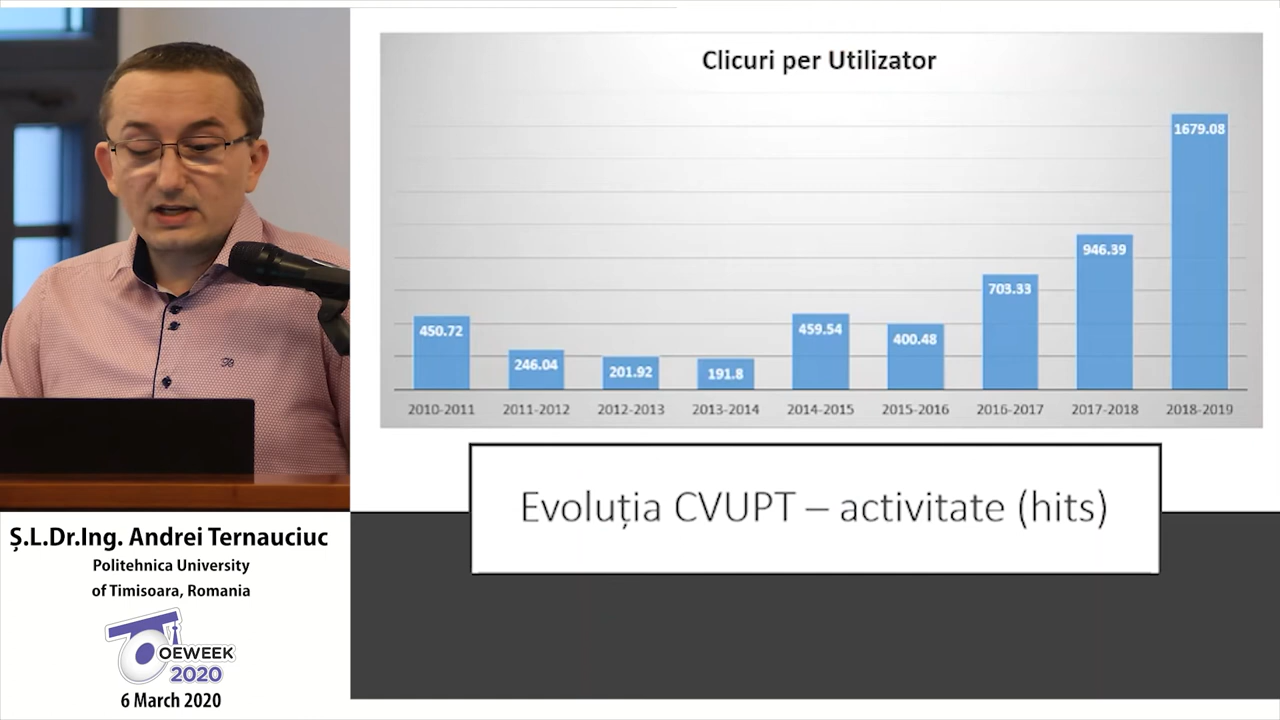 Clicuri per Utilizator
450.72
246.04
201.92
191.8
459.54
400.48
703.33
946.39
1679.08
2010-2011 2011-2012 2012-2013 2013-2014 2014-2015 2015-2016 2016-2017 2017-2018 2018-2019
Evoluția CVUPT – activitate (hits)
Ș.L.Dr.Ing. Andrei Ternauciuc
Politehnica University
of Timisoara, Romania
OEWEEK
2020
6 March 2020